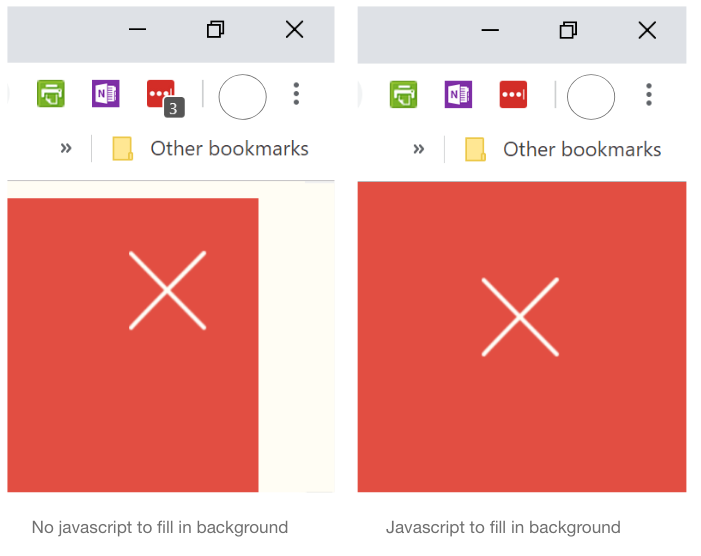 N
3
» Other bookmarks
N
» Other bookmarks
No javascript to fill in background
Javascript to fill in background